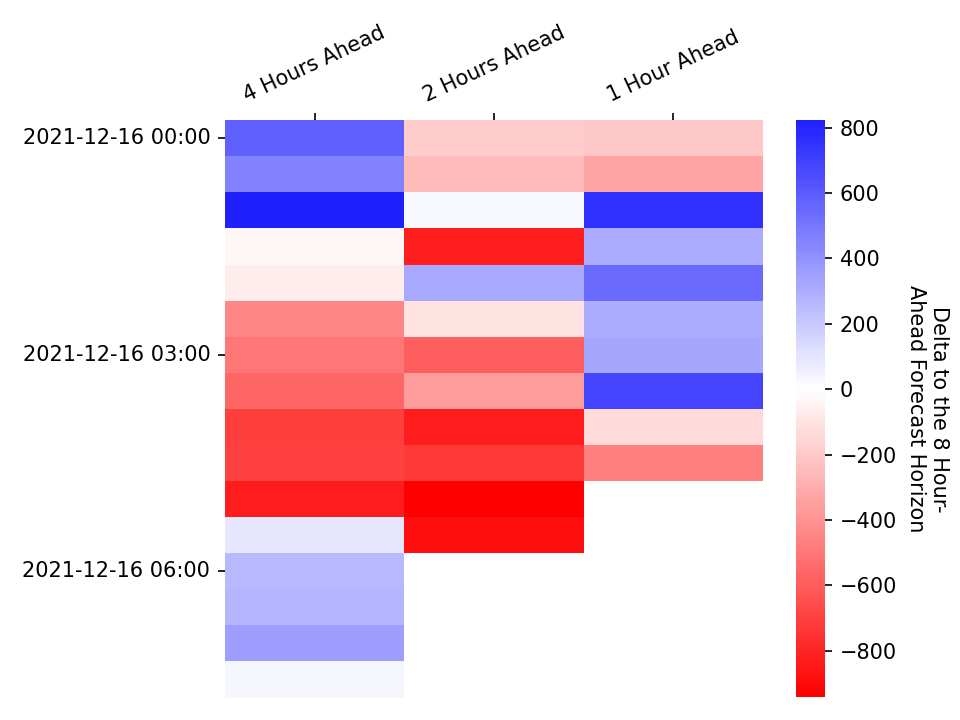 4 Hours Ahead
2 Hours Ahead
1 Hour Ahead
2021-12-16 00:00
2021-12-16 03:00
2021-12-16 06:00
800
600
400
200
0
−200
−400
−600
−800
Delta to the 8 Hour-
Ahead Forecast Horizon